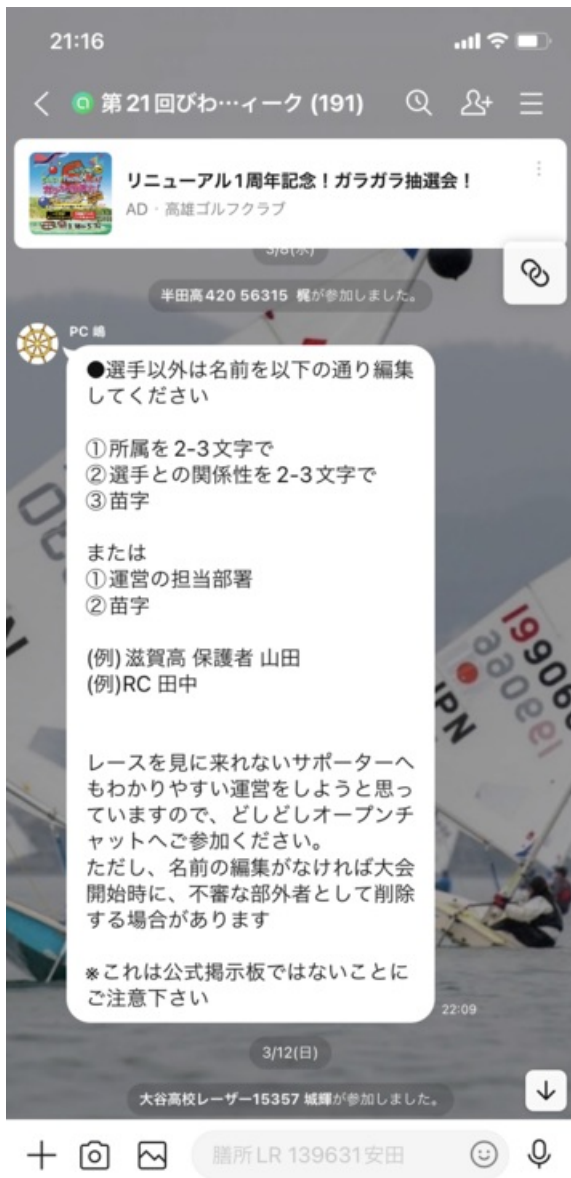 21:16
第21回びわ…ィーク (191)
リニューアル1周年記念！ガラガラ抽選会！
AD・高雄ゴルフクラブ
3/8(水)
半田高420 56315 梶が参加しました。
PC 嶋
●選手以外は名前を以下の通り編集
してください
①所属を2-3文字で
②選手との関係性を2-3文字で
③苗字
または
①運営の担当部署
②苗字
(例) 滋賀高 保護者 山田
(例)RC 田中
レースを見に来れないサポーターへ
もわかりやすい運営をしようと思っ
ていますので、どしどしオープンチ
ャットへご参加ください。
ただし、名前の編集がなければ大会
開始時に、不審な部外者として削除
する場合があります
※これは公式掲示板ではないことに
ご注意下さい
22:09
3/12(日)
大谷高校レーザー15357 城輝が参加しました。
膳所LR 139631安田